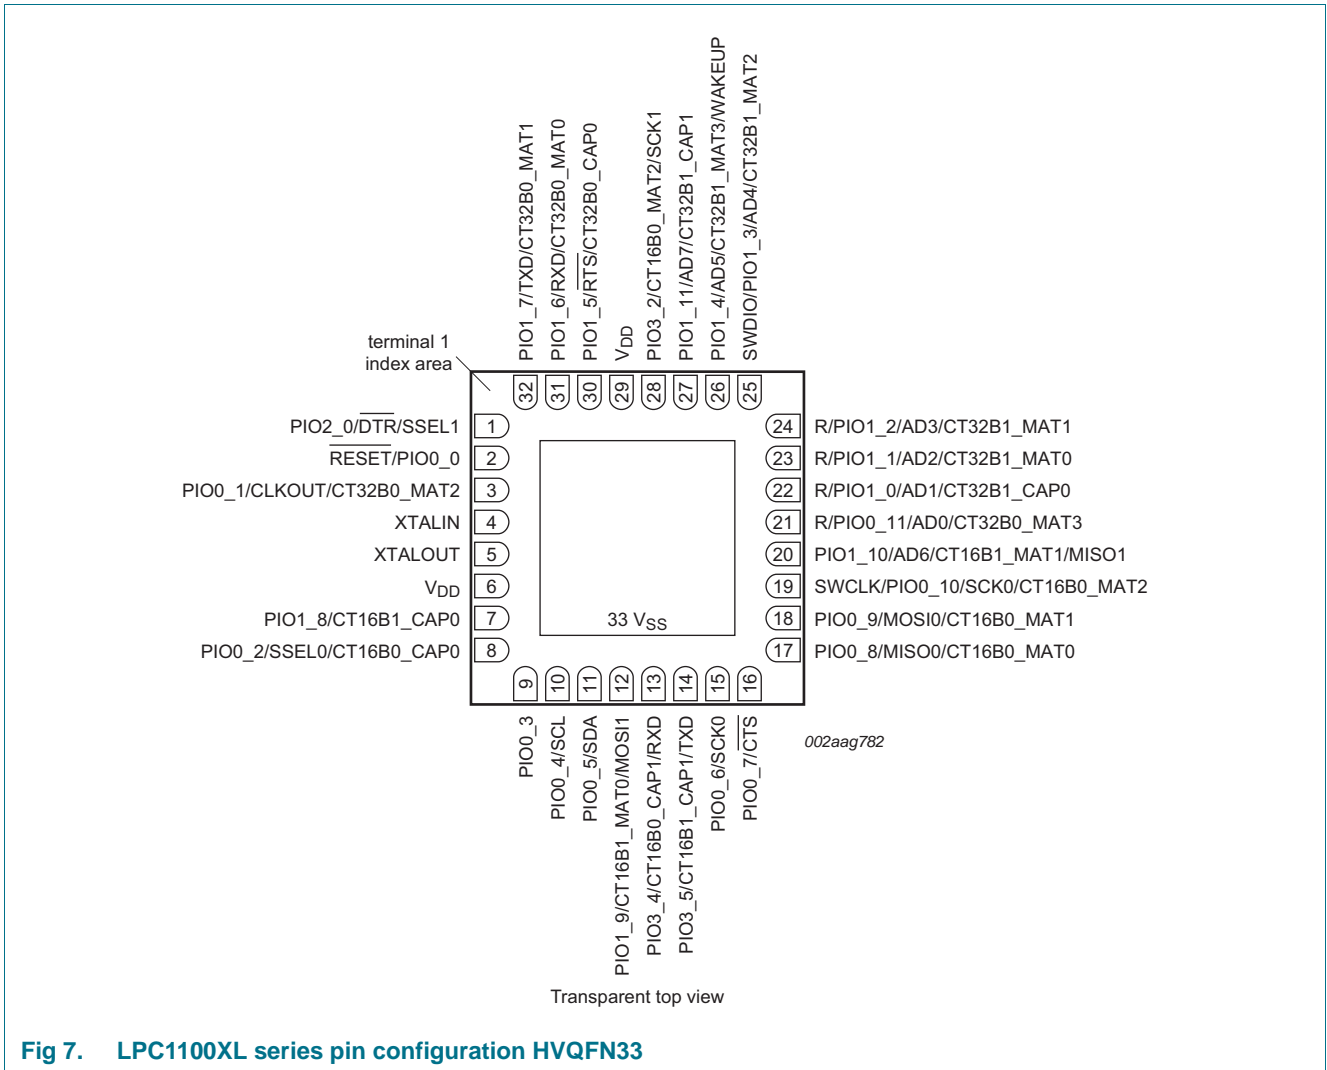 PIO1_7/TXD/CT32B0_MAT1
PIO1_6/RXD/CT32B0_MAT0
PIO1_5/RTS/CT32B0_CAP0
VDD
PIO3_2/CT16B0_MAT2/SCK1
PIO1_11/AD7/CT32B1_CAP1
PIO1_4/AD5/CT32B1_MAT3/WAKEUP
SWDIO/PIO1_3/AD4/CT32B1_MAT2
terminal 1
index area
32 31 30 29 28 27 26 25
PIO2_0/DTR/SSEL1 1
RESET/PIO0_0 2
PIO0_1/CLKOUT/CT32B0_MAT2 3
XTALIN 4
XTALOUT 5
VDD 6
PIO1_8/CT16B1_CAP0 7
PIO0_2/SSEL0/CT16B0_CAP0 8
24 R/PIO1_2/AD3/CT32B1_MAT1
23 R/PIO1_1/AD2/CT32B1_MAT0
22 R/PIO1_0/AD1/CT32B1_CAP0
21 R/PIO0_11/AD0/CT32B0_MAT3
20 PIO1_10/AD6/CT16B1_MAT1/MISO1
19 SWCLK/PIO0_10/SCK0/CT16B0_MAT2
18 PIO0_9/MOSI0/CT16B0_MAT1
17 PIO0_8/MISO0/CT16B0_MAT0
33 VSS
9 10 11 12 13 14 15 16
PIO0_3
PIO0_4/SCL
PIO0_5/SDA
PIO1_9/CT16B1_MAT0/MOSI1
PIO3_4/CT16B0_CAP1/RXD
PIO3_5/CT16B1_CAP1/TXD
PIO0_6/SCK0
PIO0_7/CTS
002aag782
Transparent top view
Fig 7. LPC1100XL series pin configuration HVQFN33